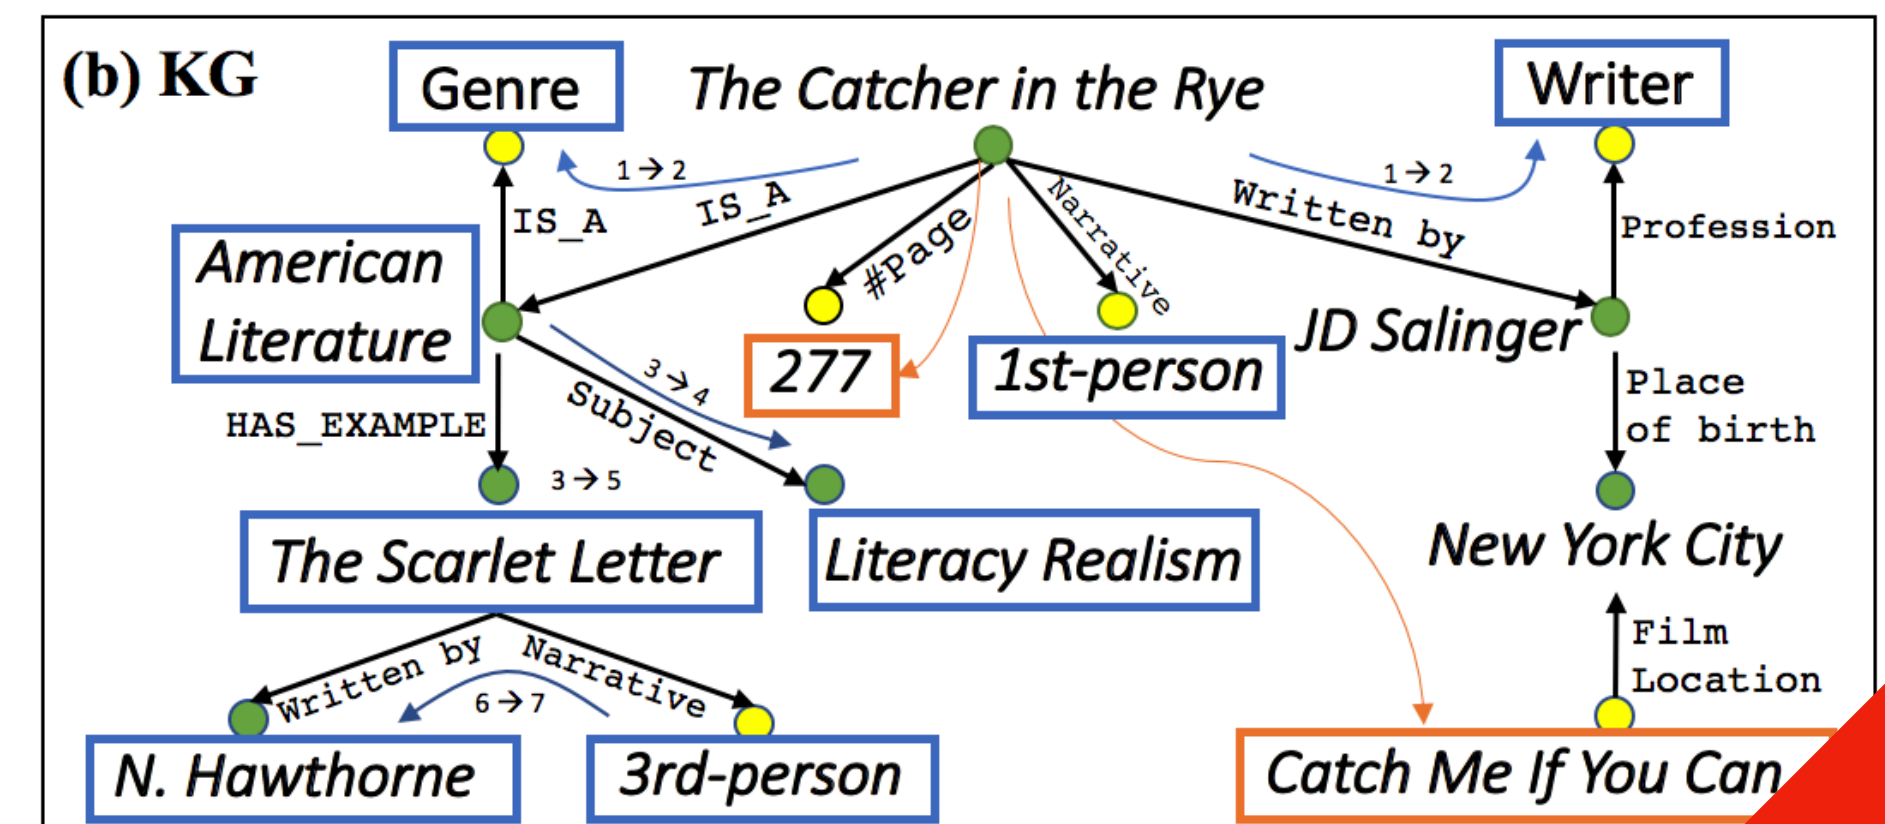 (b) KG
Genre
The Catcher in the Rye
Writer
1 → 2
1 → 2
IS_A
IS_A
#Page
Narrative
Written by
Profession
American
Literature
277
1st-person
JD Salinger
3 → 4
Subject
Place
of birth
HAS_EXAMPLE
3 → 5
The Scarlet Letter
Literacy Realism
New York City
Written by
Narrative
6 → 7
Film
Location
N. Hawthorne
3rd-person
Catch Me If You Can